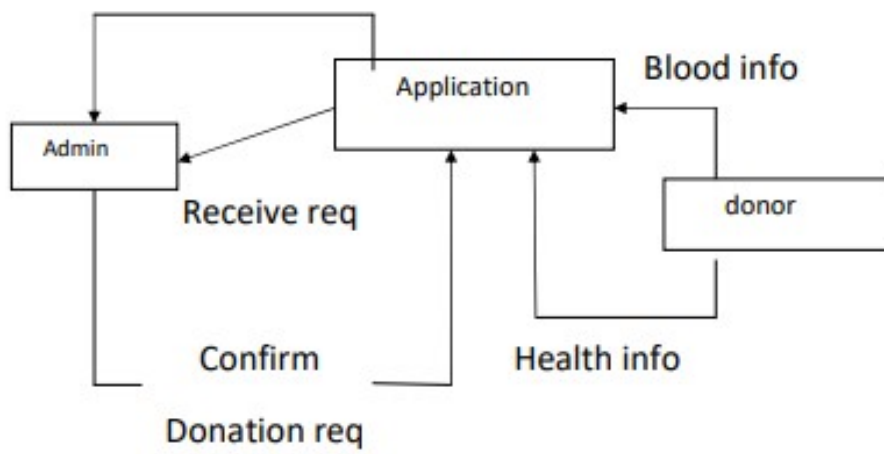 Blood info
Application
Admin
donor
Receive req
Confirm
Health info
Donation req